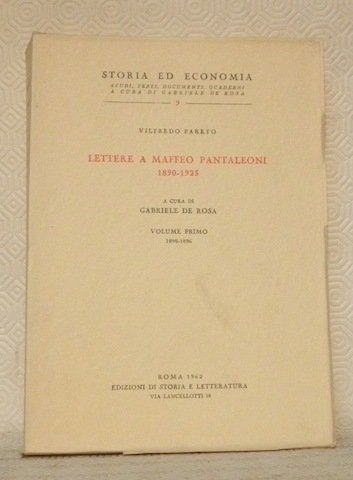 STORIA ED ECONOMIA
STUDI, TESTI, DOCUMENTI, QUADERNI
A CURA DI GABRIELE DE ROSA
9
VILFREDO PARETO
LETTERE A MAFFEO PANTALEONI
1890-1923
A CURA DI
GABRIELE DE ROSA
VOLUME PRIMO
1890-1896
ROMA 1962
EDIZIONI DI STORIA E LETTERATURA
VIA LANCELLOTTI 18